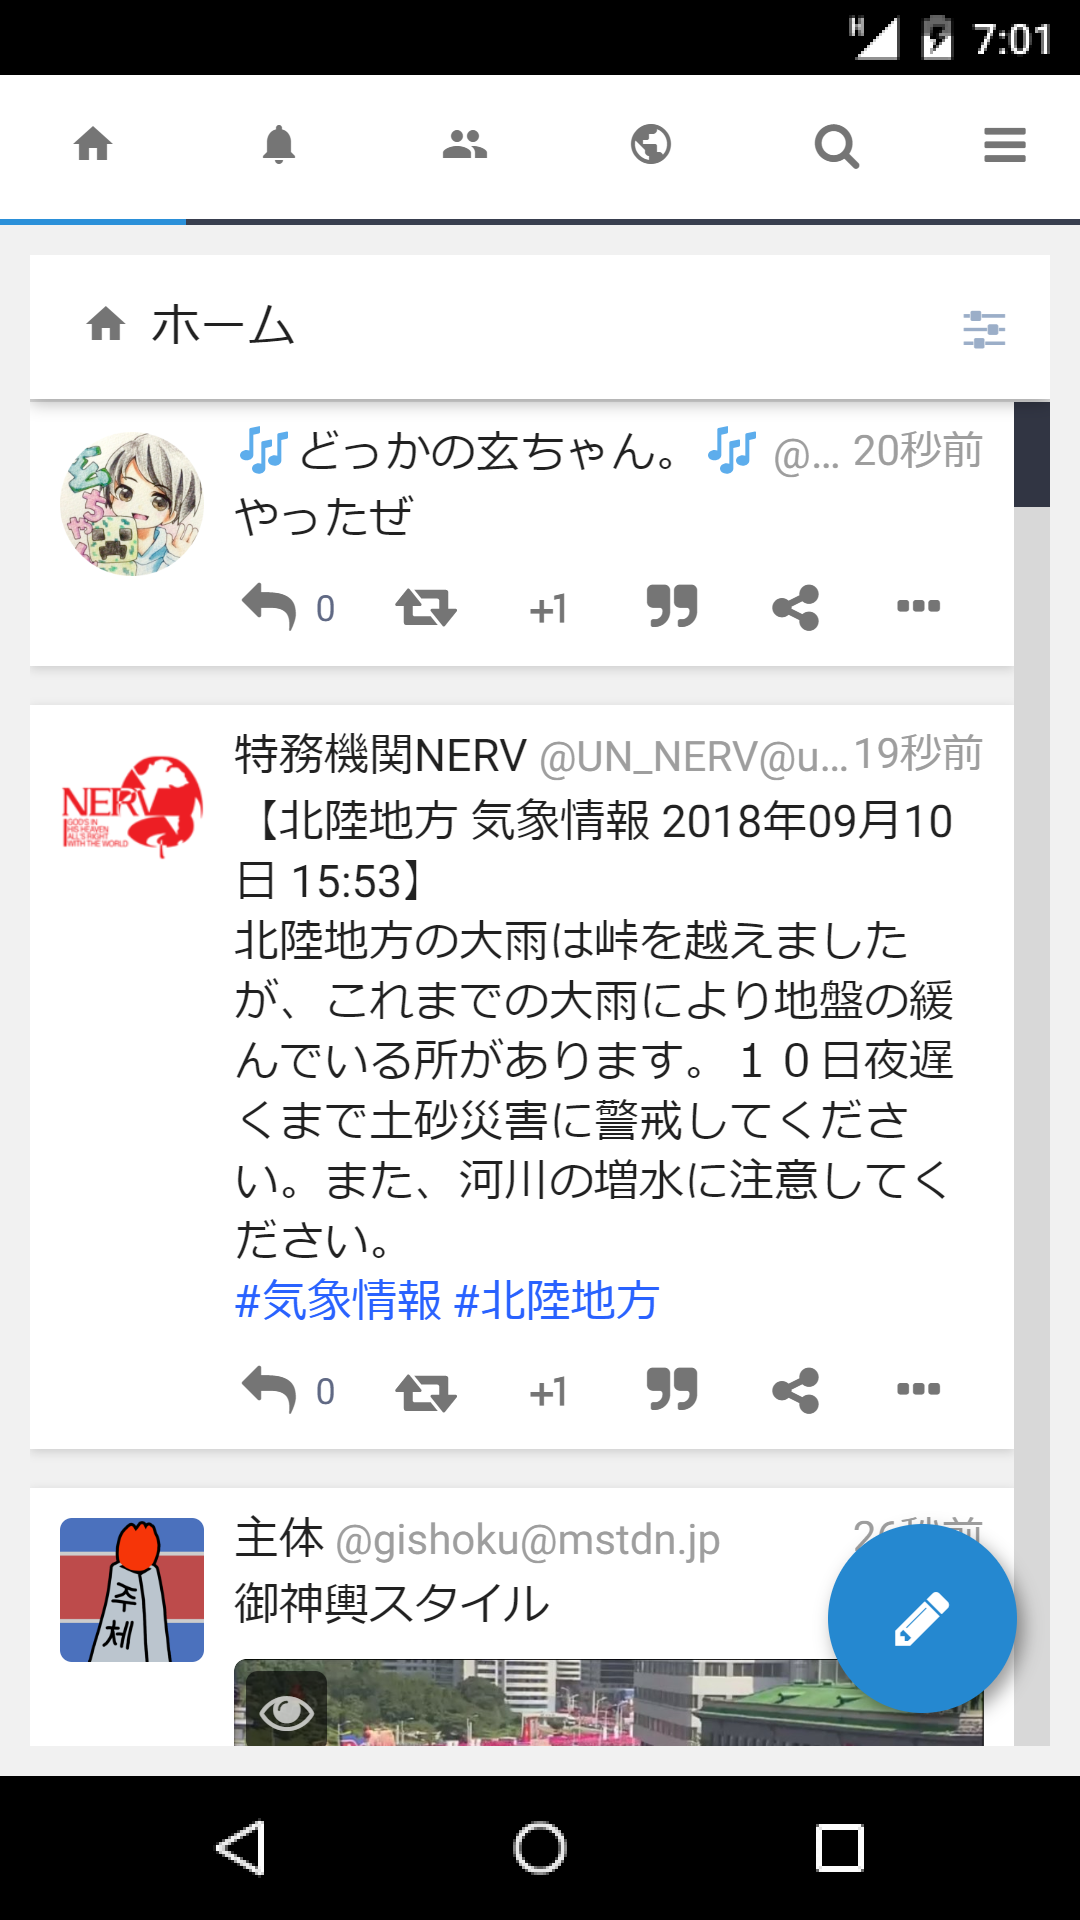 H 7:01
ホーム
どっかの玄ちゃん。 @... 20秒前
やったぜ
0 +1
特務機関NERV @UN_NERV@u... 19秒前
NERV
GOD'S IN
HIS HEAVEN
ALL'S RIGHT
WITH THE WORLD
【北陸地方 気象情報 2018年09月10
日 15:53】
北陸地方の大雨は峠を越えました
が、これまでの大雨により地盤の緩
んでいる所があります。１０日夜遅
くまで土砂災害に警戒してくださ
い。また、河川の増水に注意してく
ださい。
#気象情報 #北陸地方
0 +1
主体 @gishoku@mstdn.jp 26秒前
주
체
御神輿スタイル